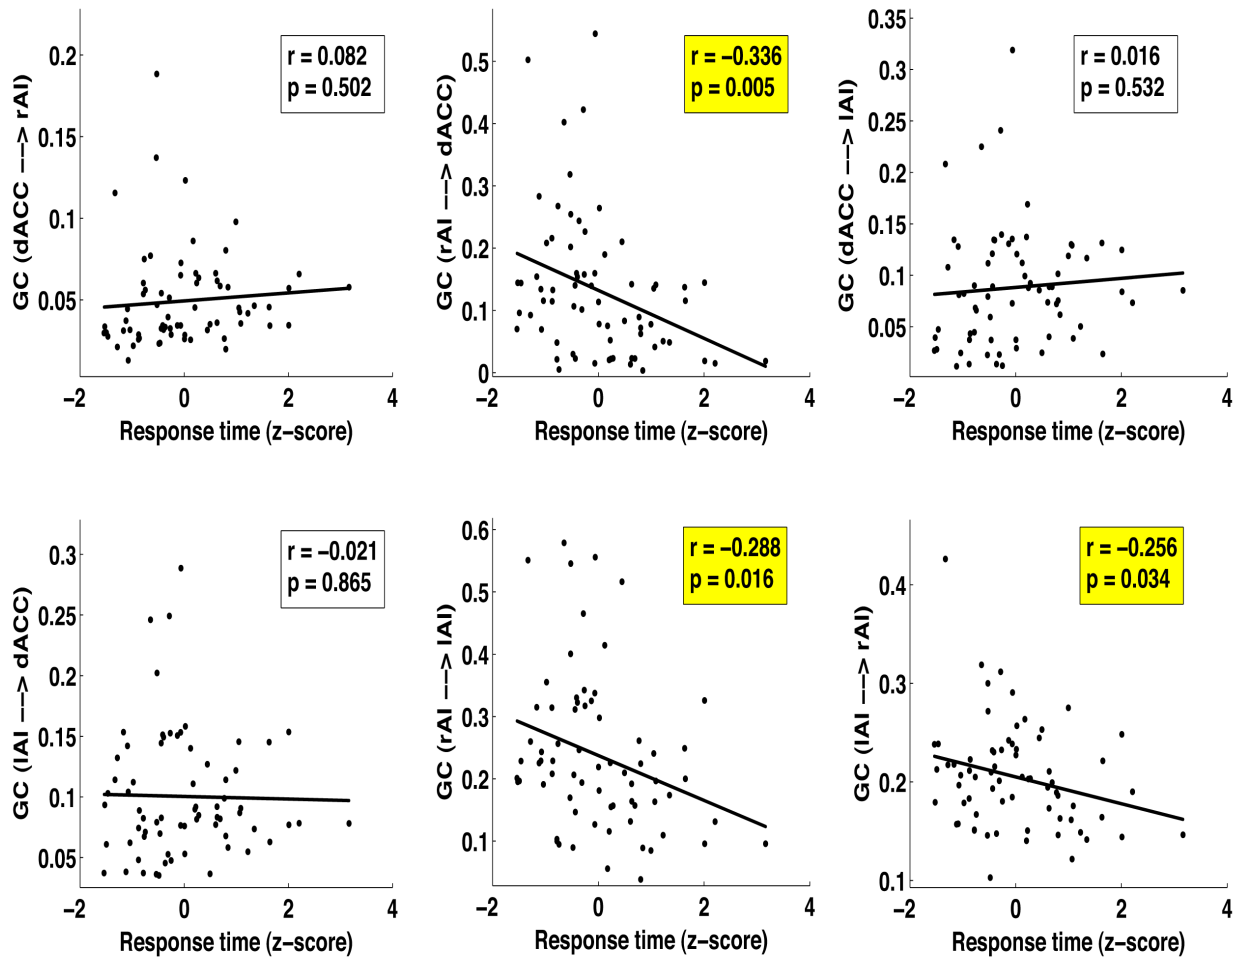 GC (dACC −−> rAI)
0.2
0.15
0.1
0.05
r = 0.082
p = 0.502
−2 0 2 4
Response time (z−score)
GC (rAI −−> dACC)
0.5
0.4
0.3
0.2
0.1
0
r = −0.336
p = 0.005
−2 0 2 4
Response time (z−score)
GC (dACC −−> lAI)
0.35
0.3
0.25
0.2
0.15
0.1
0.05
r = 0.016
p = 0.532
−2 0 2 4
Response time (z−score)
GC (lAI −−> dACC)
0.3
0.25
0.2
0.15
0.1
0.05
r = −0.021
p = 0.865
−2 0 2 4
Response time (z−score)
GC (rAI −−> lAI)
0.6
0.5
0.4
0.3
0.2
0.1
r = −0.288
p = 0.016
−2 0 2 4
Response time (z−score)
GC (lAI −−> rAI)
0.4
0.3
0.2
0.1
r = −0.256
p = 0.034
−2 0 2 4
Response time (z−score)